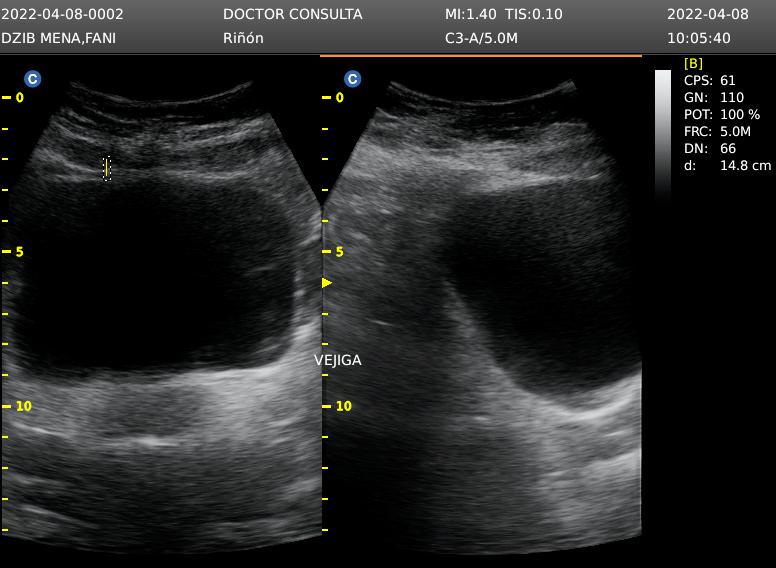 2022-04-08-0002 DOCTOR CONSULTA MI:1.40 TIS:0.10 2022-04-08
DZIB MENA,FANI Riñón C3-A/5.0M 10:05:40
C C
[B]
CPS: 61
GN: 110
POT: 100 %
FRC: 5.0M
DN: 66
d: 14.8 cm
0 0
5 5
VEJIGA
10 10